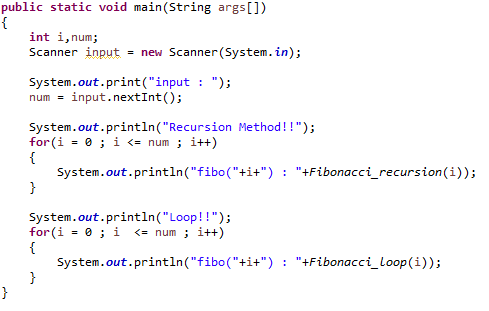 public static void main(String args[])
{
    int i,num;
    Scanner input = new Scanner(System.in);

    System.out.print("input : ");
    num = input.nextInt();

    System.out.println("Recursion Method!!");
    for(i = 0 ; i <= num ; i++)
    {
        System.out.println("fibo("+i+") : "+Fibonacci_recursion(i));
    }

    System.out.println("Loop!!");
    for(i = 0 ; i  <= num ; i++)
    {
        System.out.println("fibo("+i+") : "+Fibonacci_loop(i));
    }
}